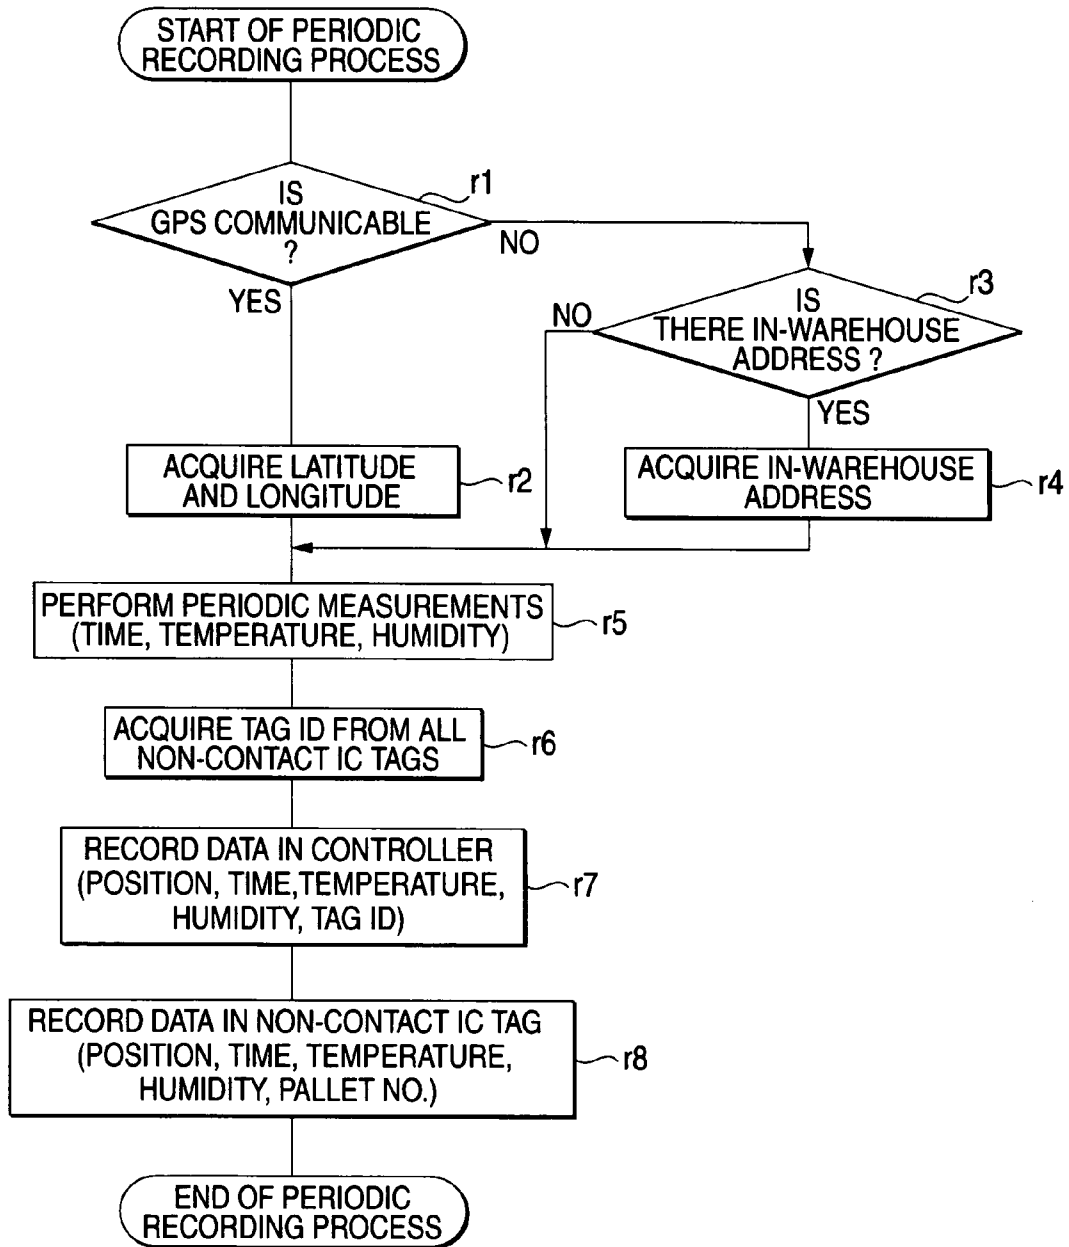 START OF PERIODIC
RECORDING PROCESS
IS
GPS COMMUNICABLE
?
r1
NO
YES
IS
THERE IN-WAREHOUSE
ADDRESS ?
r3
NO
YES
ACQUIRE LATITUDE
AND LONGITUDE
r2
ACQUIRE IN-WAREHOUSE
ADDRESS
r4
PERFORM PERIODIC MEASUREMENTS
(TIME, TEMPERATURE, HUMIDITY)
r5
ACQUIRE TAG ID FROM ALL
NON-CONTACT IC TAGS
r6
RECORD DATA IN CONTROLLER
(POSITION, TIME,TEMPERATURE,
HUMIDITY, TAG ID)
r7
RECORD DATA IN NON-CONTACT IC TAG
(POSITION, TIME, TEMPERATURE,
HUMIDITY, PALLET NO.)
r8
END OF PERIODIC
RECORDING PROCESS